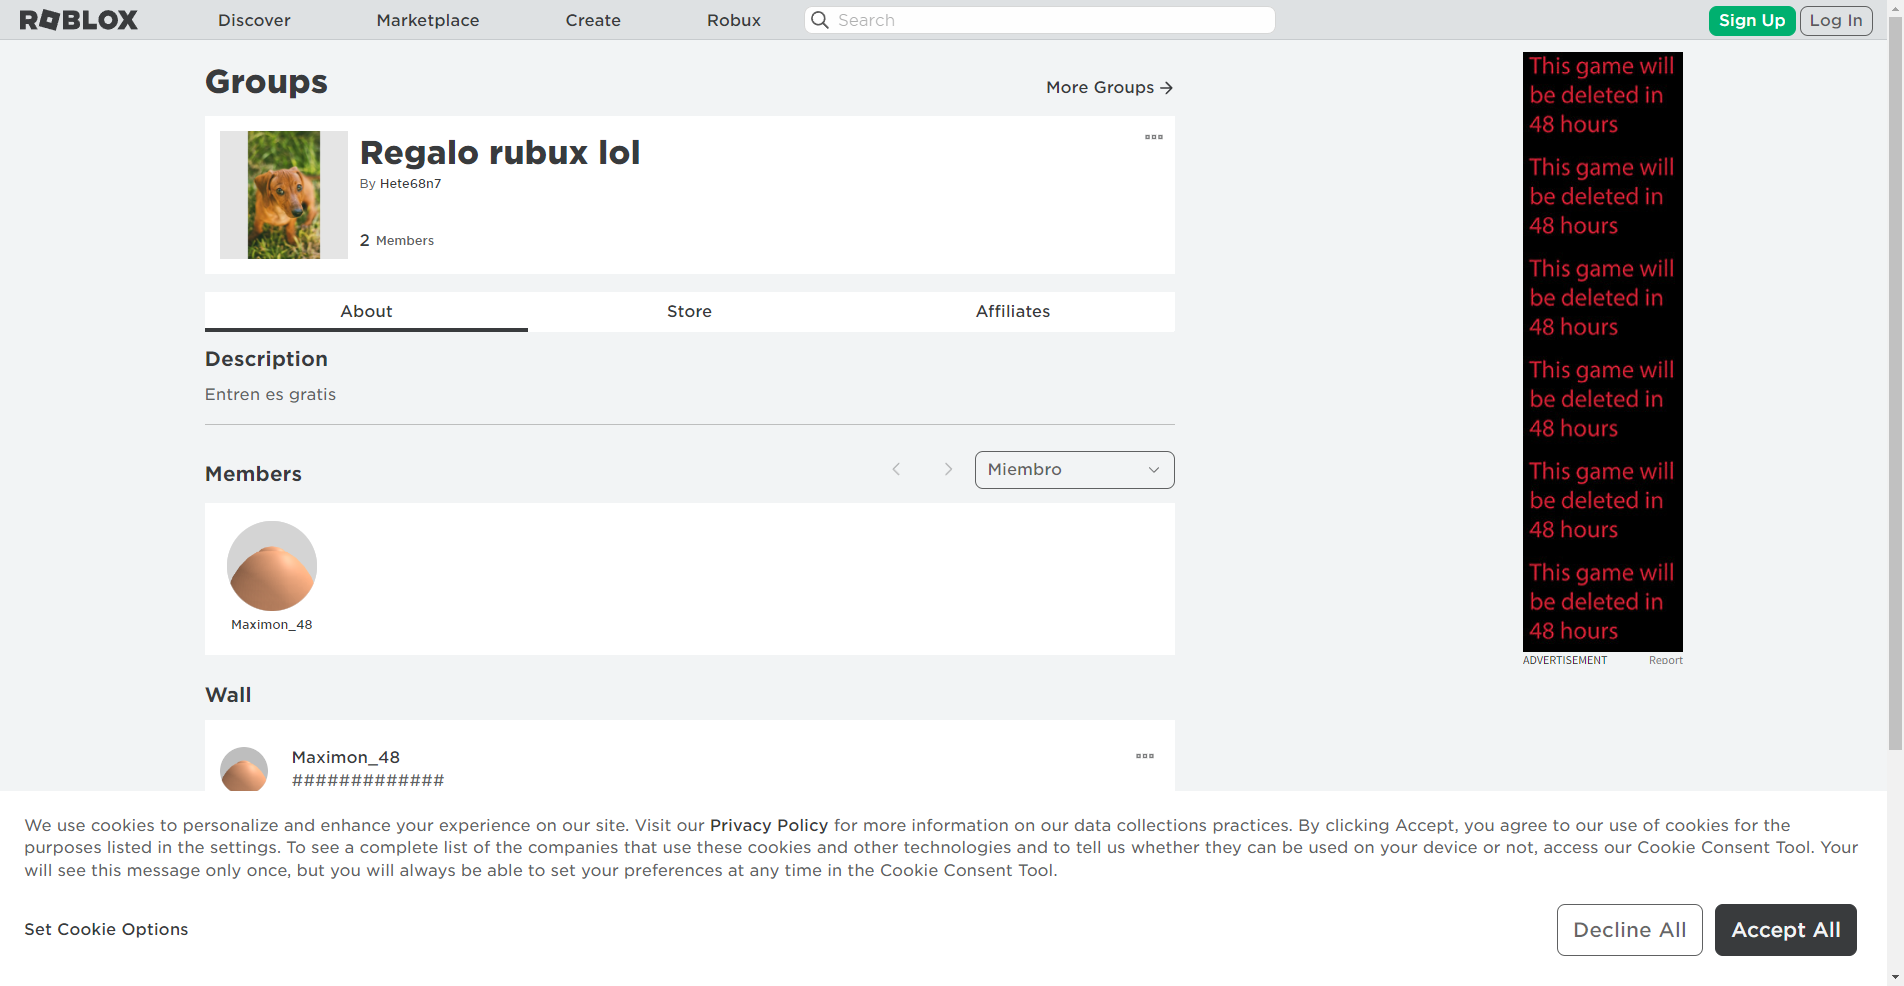 ROBLOX
Discover
Marketplace
Create
Robux
Search
Sign Up
Log In
Groups
More Groups
Regalo rubux lol
By Hete68n7
2 Members
About
Store
Affiliates
Description
Entren es gratis
Members
Miembro
Maximon_48
Wall
Maximon_48
#############
This game will
be deleted in
48 hours
This game will
be deleted in
48 hours
This game will
be deleted in
48 hours
This game will
be deleted in
48 hours
This game will
be deleted in
48 hours
This game will
be deleted in
48 hours
ADVERTISEMENT
Report
We use cookies to personalize and enhance your experience on our site. Visit our Privacy Policy for more information on our data collections practices. By clicking Accept, you agree to our use of cookies for the
purposes listed in the settings. To see a complete list of the companies that use these cookies and other technologies and to tell us whether they can be used on your device or not, access our Cookie Consent Tool. Your
will see this message only once, but you will always be able to set your preferences at any time in the Cookie Consent Tool.
Set Cookie Options
Decline All
Accept All